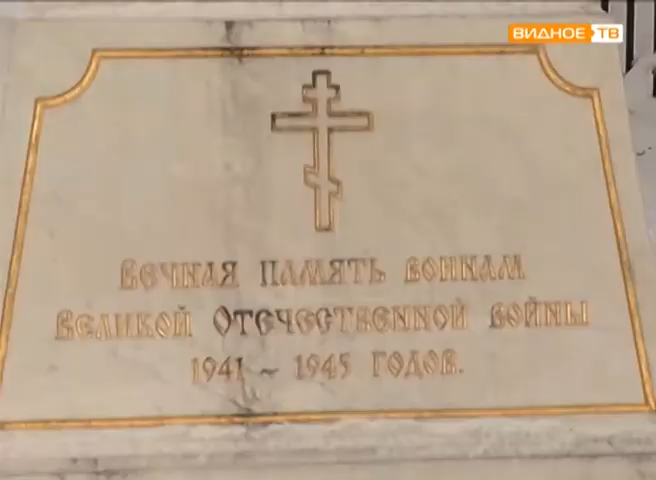 ВИДНОЕ ТВ
Вечная память воинам
Великой Отечественной войны
1941 ~ 1945 годов.